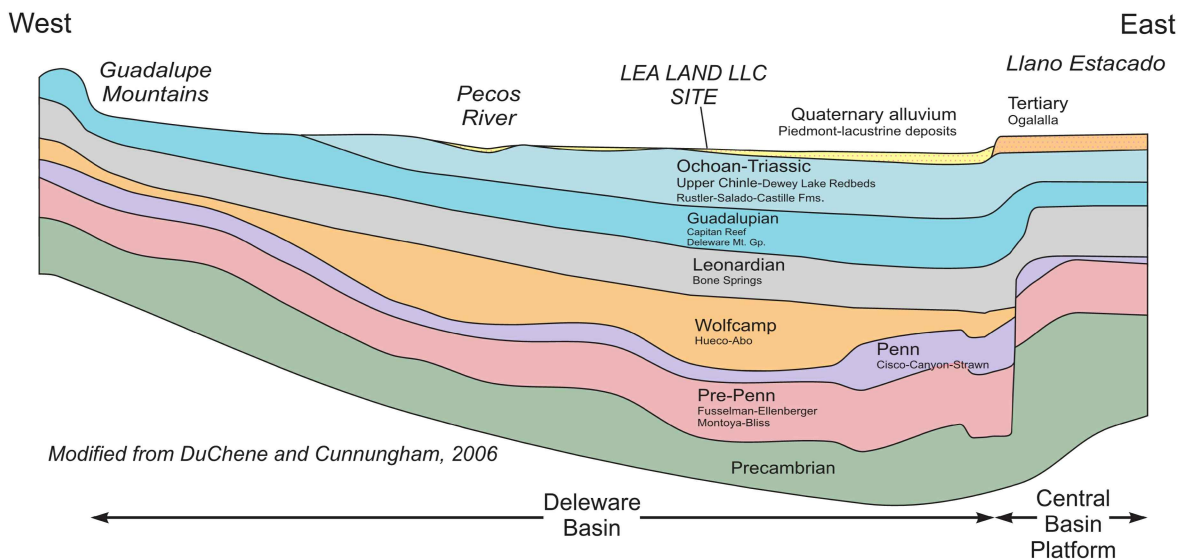 West
East
Guadalupe
Mountains
Pecos
River
LEA LAND LLC
SITE
Llano Estacado
Quaternary alluvium
Piedmont-lacustrine deposits
Tertiary
Ogalalla
Ochoan-Triassic
Upper Chinle-Dewey Lake Redbeds
Rustler-Salado-Castille Fms.
Guadalupian
Capitan Reef
Deleware Mt. Gp.
Leonardian
Bone Springs
Wolfcamp
Hueco-Abo
Penn
Cisco-Canyon-Strawn
Pre-Penn
Fusselman-Ellenberger
Montoya-Bliss
Precambrian
Modified from DuChene and Cunnungham, 2006
Deleware
Basin
Central
Basin
Platform